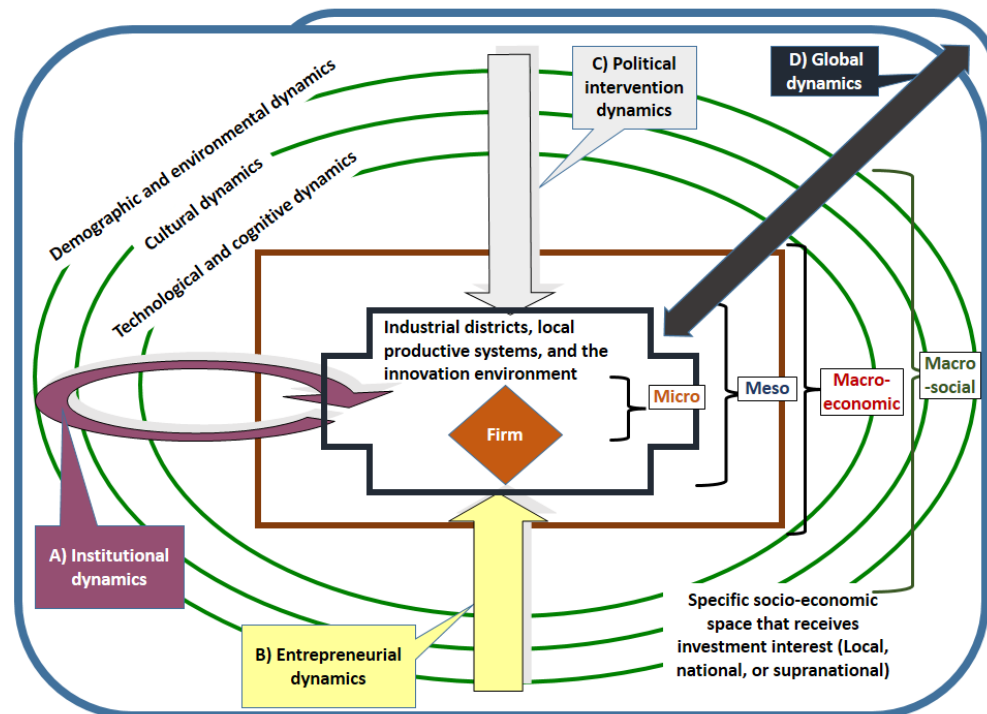 C) Political
intervention
dynamics
D) Global
dynamics
Demographic and environmental dynamics
Cultural dynamics
Technological and cognitive dynamics
Industrial districts, local
productive systems, and the
innovation environment
Firm
Micro
Meso
Macro-
economic
Macro
-social
A) Institutional
dynamics
B) Entrepreneurial
dynamics
Specific socio-economic
space that receives
investment interest (Local,
national, or supranational)